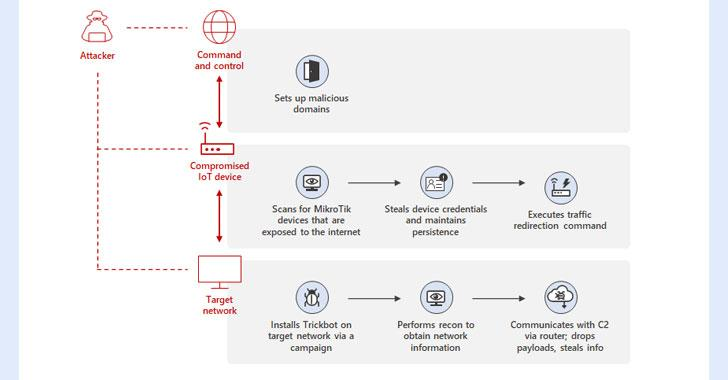 Attacker
Command
and control
Sets up malicious
domains
Compromised
IoT device
Scans for MikroTik
devices that are
exposed to the internet
Steals device credentials
and maintains
persistence
Executes traffic
redirection command
Target
network
Installs Trickbot on
target network via a
campaign
Performs recon to
obtain network
information
Communicates with C2
via router; drops
payloads, steals info